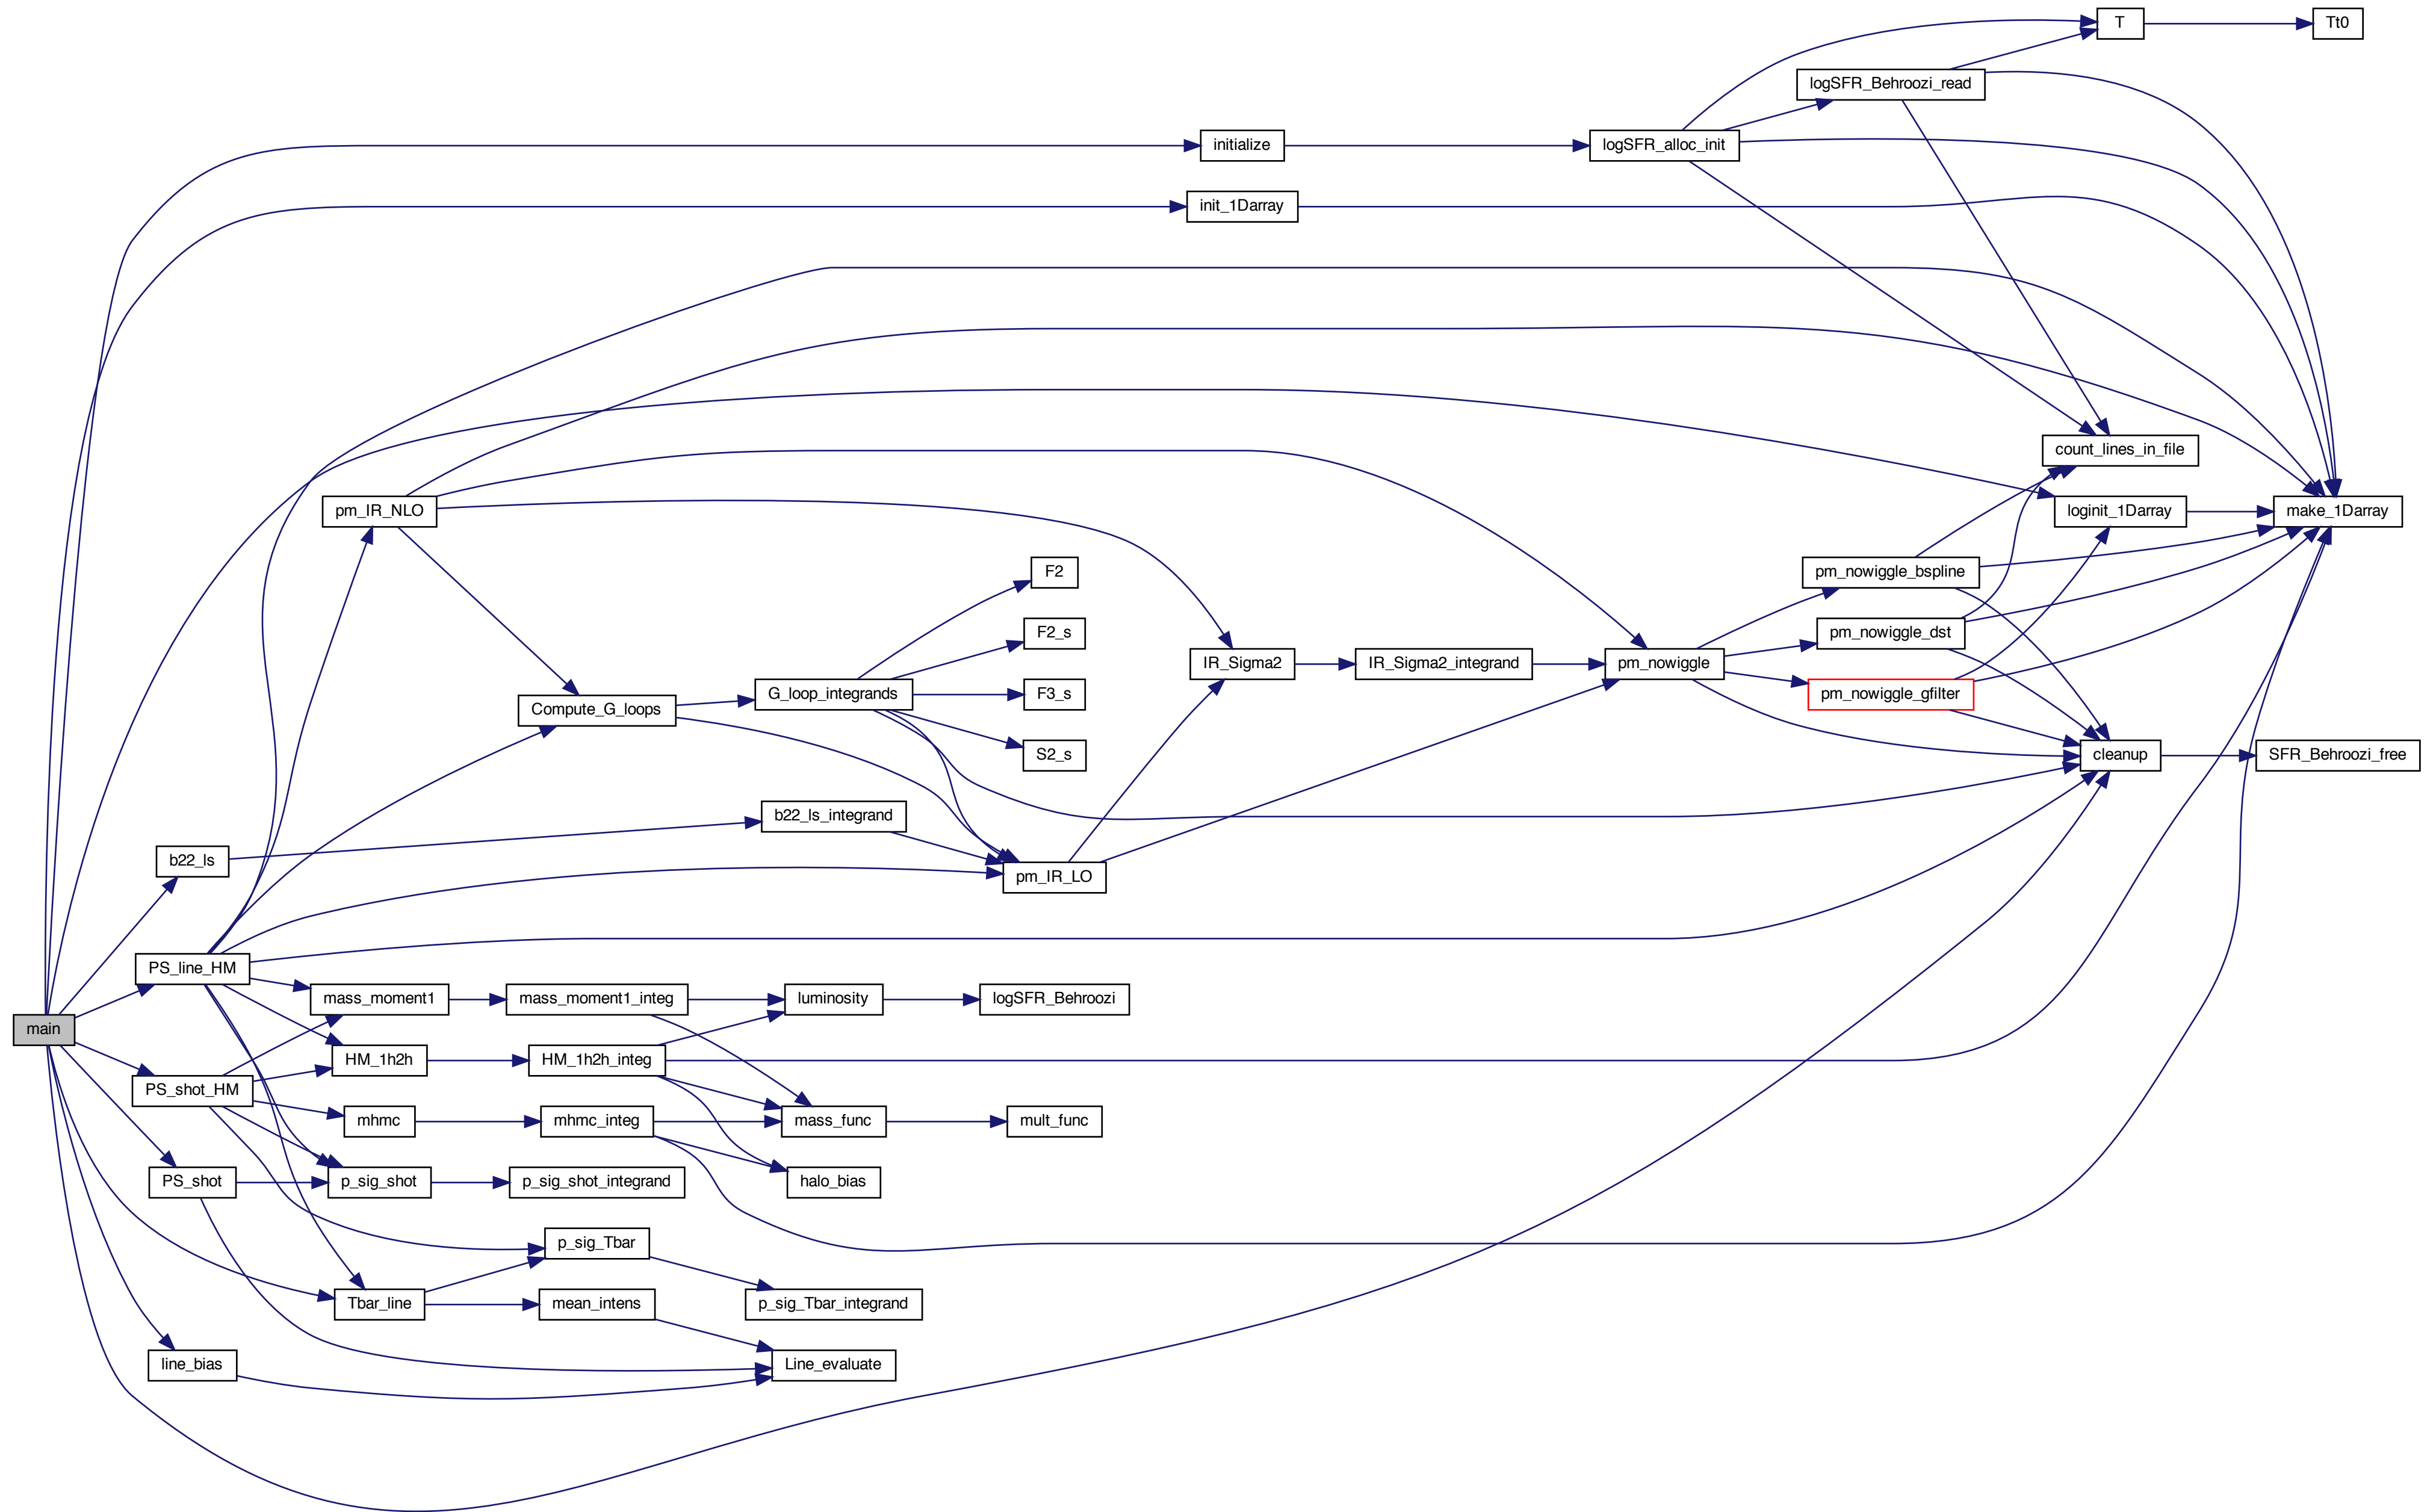 T
Tt0
logSFR_Behroozi_read
initialize
logSFR_alloc_init
init_1Darray
count_lines_in_file
pm_IR_NLO
loginit_1Darray
make_1Darray
F2
pm_nowiggle_bspline
F2_s
pm_nowiggle_dst
IR_Sigma2
IR_Sigma2_integrand
pm_nowiggle
G_loop_integrands
F3_s
pm_nowiggle_gfilter
Compute_G_loops
S2_s
cleanup
SFR_Behroozi_free
b22_ls_integrand
b22_ls
pm_IR_LO
PS_line_HM
mass_moment1
mass_moment1_integ
luminosity
logSFR_Behroozi
main
HM_1h2h
HM_1h2h_integ
PS_shot_HM
mhmc
mhmc_integ
mass_func
mult_func
PS_shot
p_sig_shot
p_sig_shot_integrand
halo_bias
p_sig_Tbar
Tbar_line
mean_intens
p_sig_Tbar_integrand
line_bias
Line_evaluate